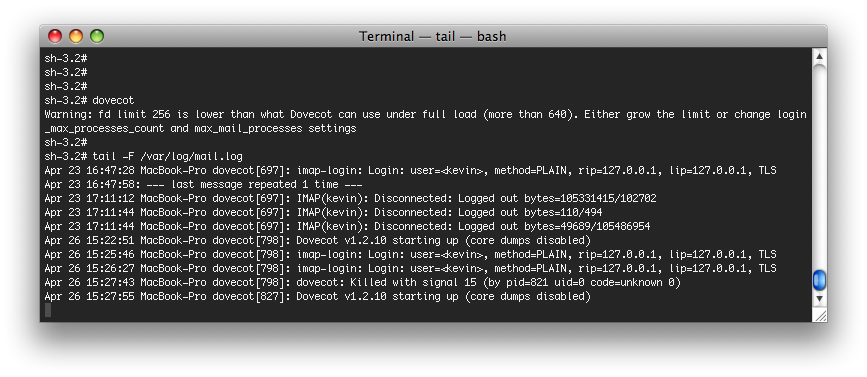 Terminal — tail — bash
sh-3.2#
sh-3.2#
sh-3.2#
sh-3.2# dovecot
Warning: fd limit 256 is lower than what Dovecot can use under full load (more than 640). Either grow the limit or change login
_max_processes_count and max_mail_processes settings
sh-3.2#
sh-3.2# tail -F /var/log/mail.log
Apr 23 16:47:28 MacBook-Pro dovecot[697]: imap-login: Login: user=<kevin>, method=PLAIN, rip=127.0.0.1, lip=127.0.0.1, TLS
Apr 23 16:47:58: --- last message repeated 1 time ---
Apr 23 17:11:12 MacBook-Pro dovecot[697]: IMAP(kevin): Disconnected: Logged out bytes=105331415/102702
Apr 23 17:11:44 MacBook-Pro dovecot[697]: IMAP(kevin): Disconnected: Logged out bytes=110/494
Apr 23 17:11:44 MacBook-Pro dovecot[697]: IMAP(kevin): Disconnected: Logged out bytes=49689/105486954
Apr 26 15:22:51 MacBook-Pro dovecot[798]: Dovecot v1.2.10 starting up (core dumps disabled)
Apr 26 15:25:46 MacBook-Pro dovecot[798]: imap-login: Login: user=<kevin>, method=PLAIN, rip=127.0.0.1, lip=127.0.0.1, TLS
Apr 26 15:26:27 MacBook-Pro dovecot[798]: imap-login: Login: user=<kevin>, method=PLAIN, rip=127.0.0.1, lip=127.0.0.1, TLS
Apr 26 15:27:43 MacBook-Pro dovecot[798]: dovecot: Killed with signal 15 (by pid=821 uid=0 code=unknown 0)
Apr 26 15:27:55 MacBook-Pro dovecot[827]: Dovecot v1.2.10 starting up (core dumps disabled)